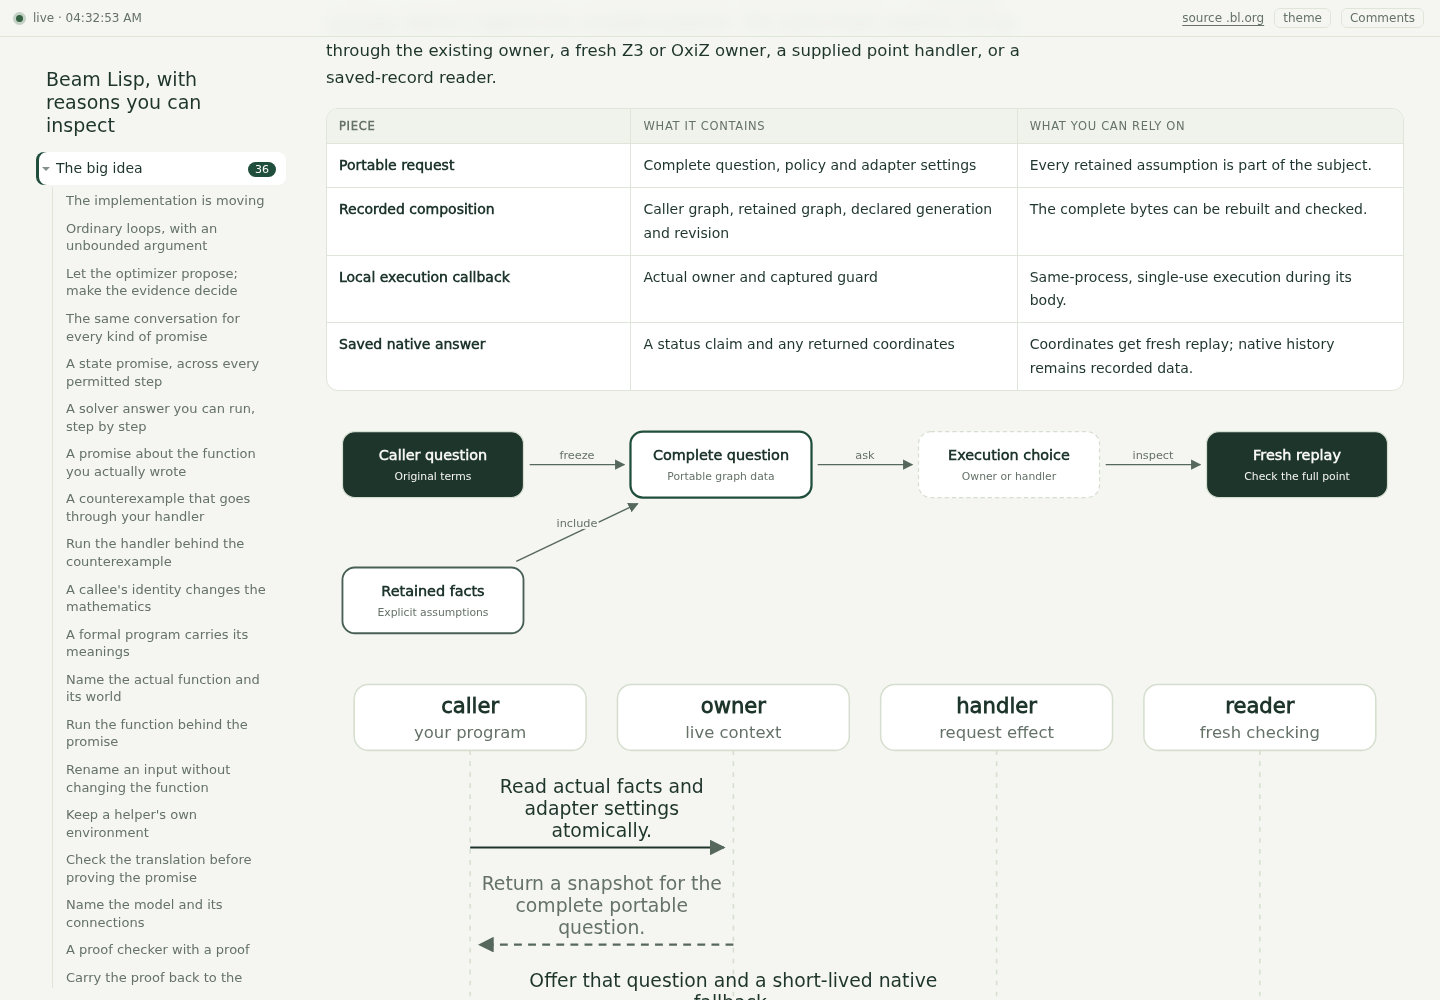 live · 04:32:53 AM
source .bl.org
theme
Comments
Beam Lisp, with
reasons you can
inspect
The big idea
36
The implementation is moving
Ordinary loops, with an
unbounded argument
Let the optimizer propose;
make the evidence decide
The same conversation for
every kind of promise
A state promise, across every
permitted step
A solver answer you can run,
step by step
A promise about the function
you actually wrote
A counterexample that goes
through your handler
Run the handler behind the
counterexample
A callee's identity changes the
mathematics
A formal program carries its
meanings
Name the actual function and
its world
Run the function behind the
promise
Rename an input without
changing the function
Keep a helper's own
environment
Check the translation before
proving the promise
Name the model and its
connections
A proof checker with a proof
Carry the proof back to the
through the existing owner, a fresh Z3 or OxiZ owner, a supplied point handler, or a
saved-record reader.
PIECE
WHAT IT CONTAINS
WHAT YOU CAN RELY ON
Portable request
Complete question, policy and adapter settings
Every retained assumption is part of the subject.
Recorded composition
Caller graph, retained graph, declared generation
and revision
The complete bytes can be rebuilt and checked.
Local execution callback
Actual owner and captured guard
Same-process, single-use execution during its
body.
Saved native answer
A status claim and any returned coordinates
Coordinates get fresh replay; native history
remains recorded data.
Caller question
Original terms
freeze
Complete question
Portable graph data
ask
Execution choice
Owner or handler
inspect
Fresh replay
Check the full point
include
Retained facts
Explicit assumptions
caller
your program
owner
live context
handler
request effect
reader
fresh checking
Read actual facts and
adapter settings
atomically.
Return a snapshot for the
complete portable
question.
Offer that question and a short-lived native
fallback